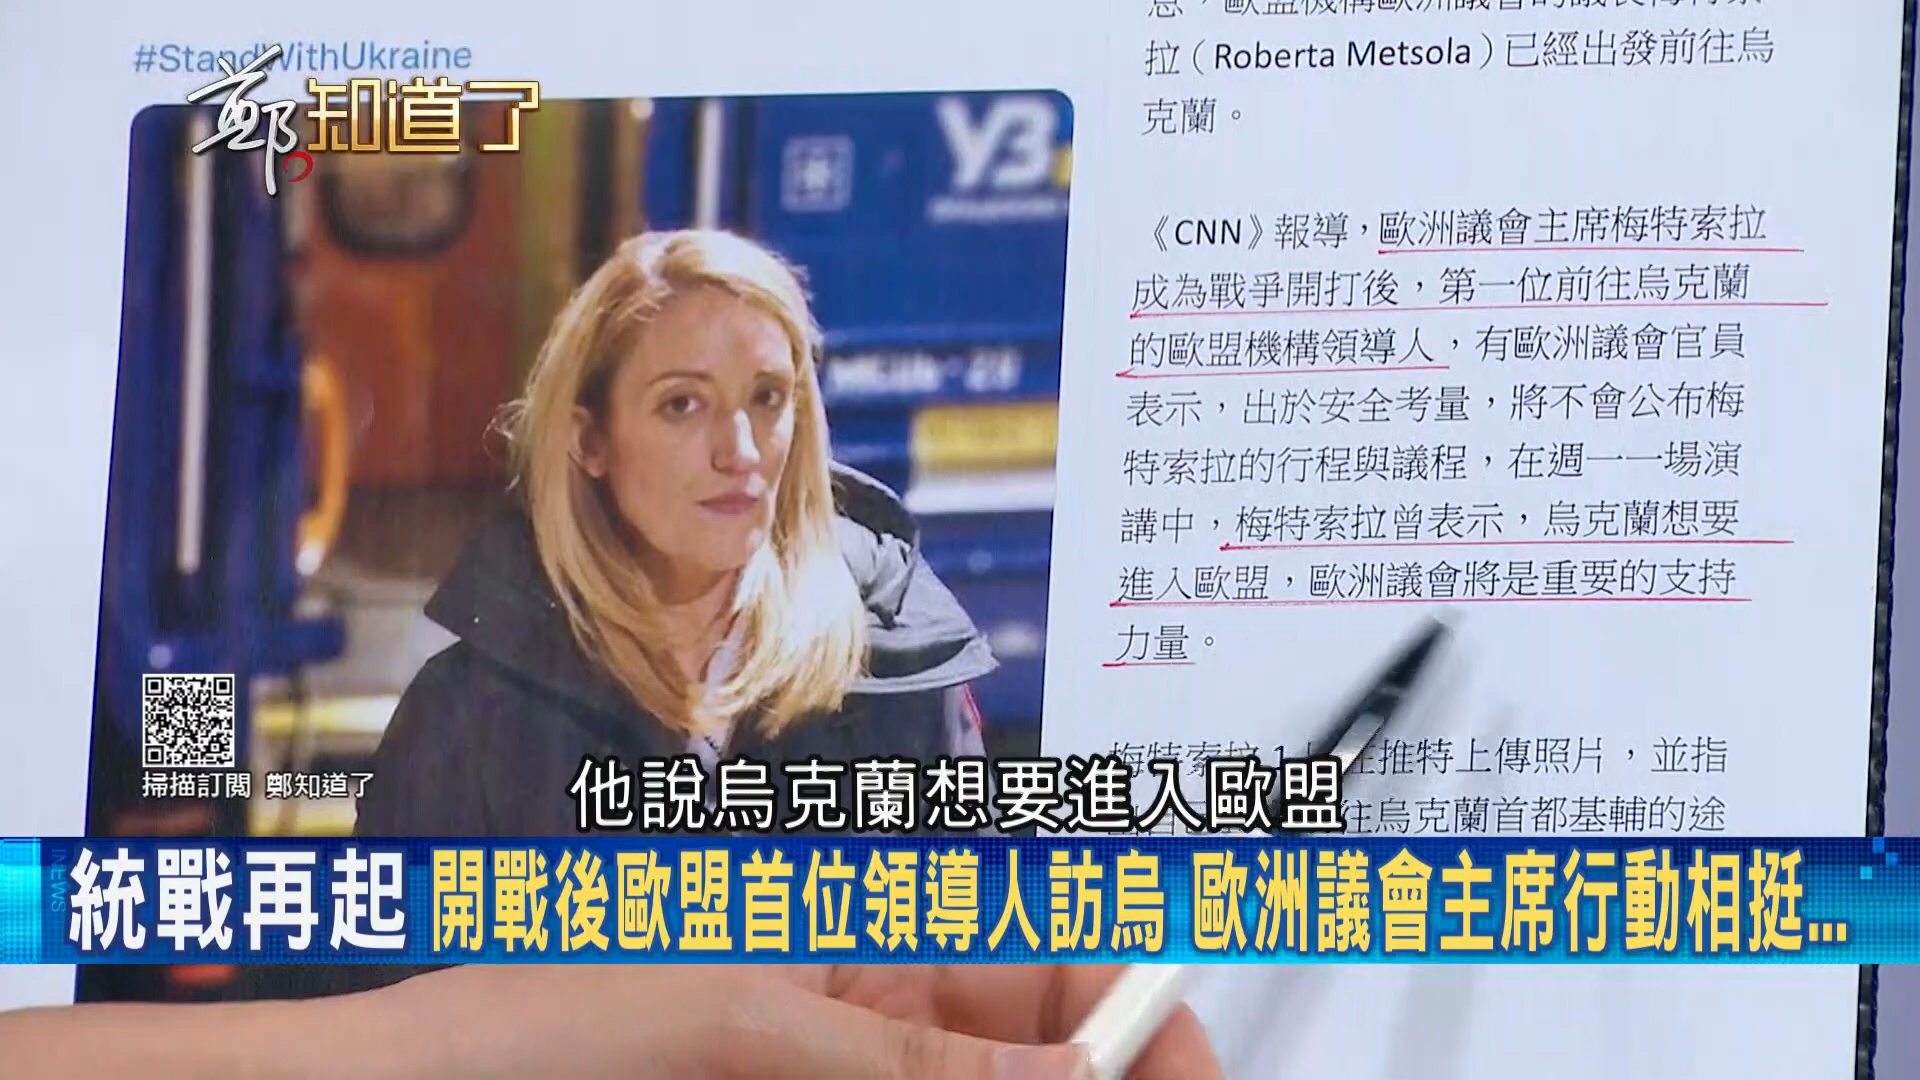 #StandWithUkraine
鄭知道了
拉（Roberta Metsola）已經出發前往烏
克蘭。
《CNN》報導，歐洲議會主席梅特索拉
成為戰爭開打後，第一位前往烏克蘭
的歐盟機構領導人，有歐洲議會官員
表示，出於安全考量，將不會公布梅
特索拉的行程與議程，在週一一場演
講中，梅特索拉曾表示，烏克蘭想要
進入歐盟，歐洲議會將是重要的支持
力量。
推特上傳照片，並指
往烏克蘭首都基輔的途
УЗ
掃描訂閱 鄭知道了
他說烏克蘭想要進入歐盟
INEWS
統戰再起 開戰後歐盟首位領導人訪烏 歐洲議會主席行動相挺...